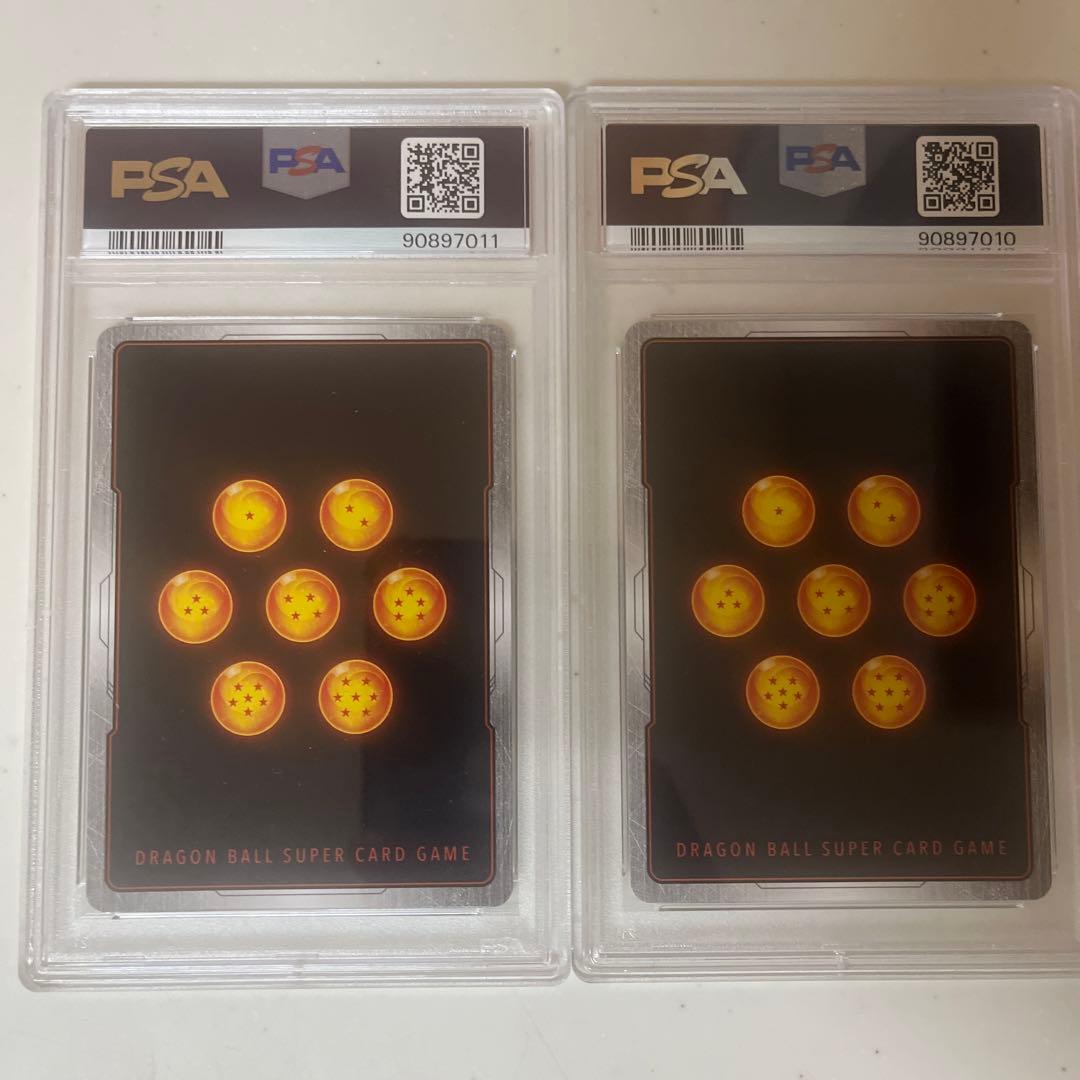 PSA PSA
90897011
DRAGON BALL SUPER CARD GAME
PSA PSA
90897010
DRAGON BALL SUPER CARD GAME